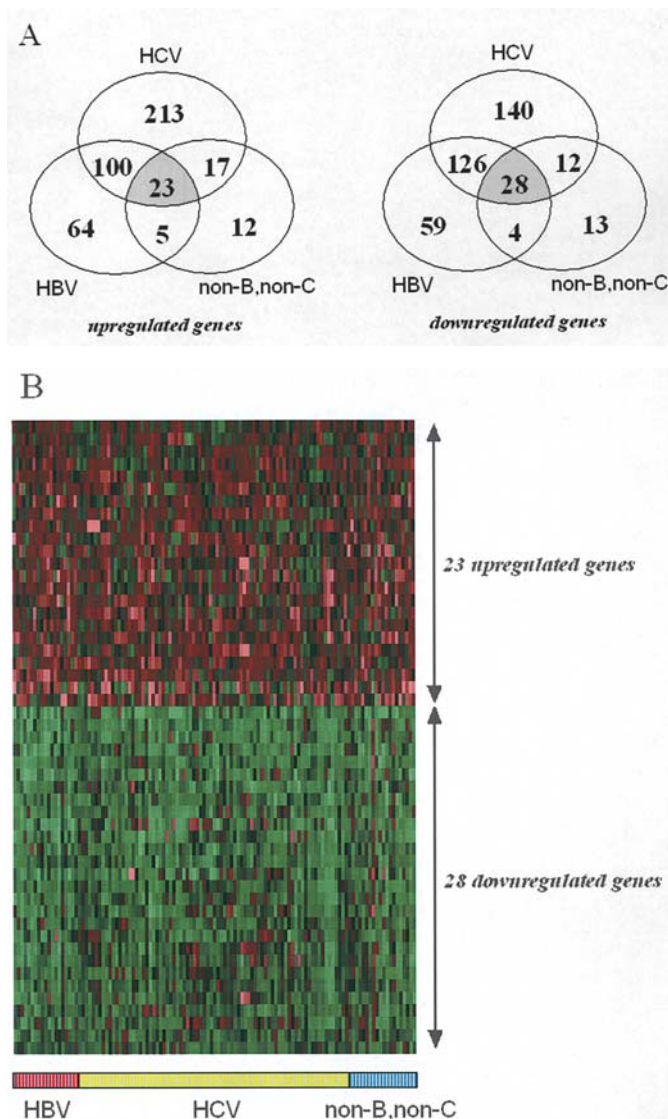 A
HCV
213
100
17
23
64
5
12
HBV
non-B,non-C
upregulated genes
HCV
140
126
12
28
59
4
13
HBV
non-B,non-C
downregulated genes
B
23 upregulated genes
28 downregulated genes
HBV
HCV
non-B,non-C